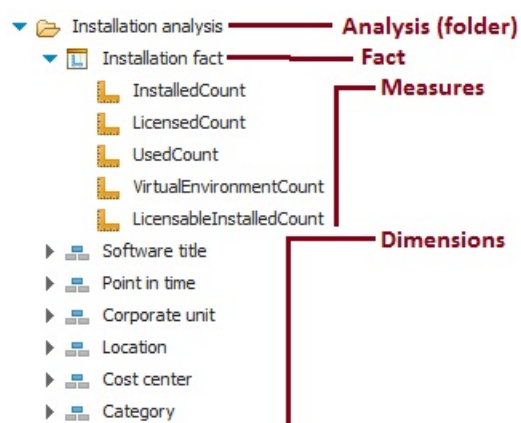 Installation analysis Analysis (folder)
Installation fact Fact
InstalledCount Measures
LicensedCount
UsedCount
VirtualEnvironmentCount
LicensableInstalledCount
Software title Dimensions
Point in time
Corporate unit
Location
Cost center
Category